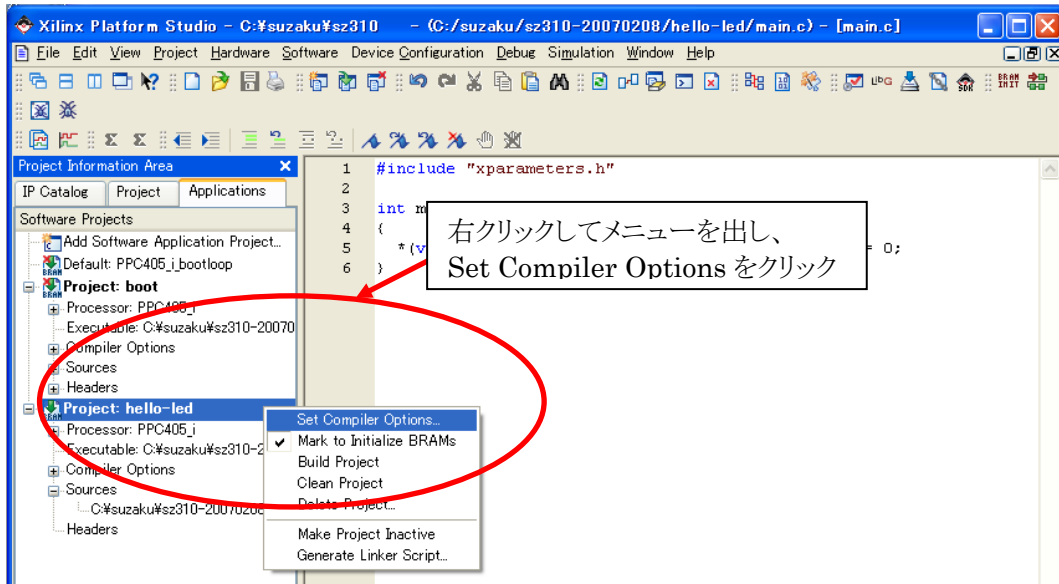 Xilinx Platform Studio - C:¥suzaku¥sz310 - (C:/suzaku/sz310-20070208/hello-led/main.c) - [main.c]
File Edit View Project Hardware Software Device Configuration Debug Simulation Window Help
Project Information Area
IP Catalog Project Applications
Software Projects
Add Software Application Project...
Default: PPC405_i_bootloop
Project: boot
Processor: PPC405_i
Executable: C:¥suzaku¥sz310-20070
Compiler Options
Sources
Headers
Project: hello-led
Processor: PPC405_i
Executable: C:¥suzaku¥sz310-2
Compiler Options
Sources
C:¥suzaku¥sz310-20070208
Headers
1 #include "xparameters.h"
2
3 int m
4 {
5 *(v = 0;
6 }
右クリックしてメニューを出し、
Set Compiler Options をクリック
Set Compiler Options...
Mark to Initialize BRAMs
Build Project
Clean Project
Delete Project...
Make Project Inactive
Generate Linker Script...